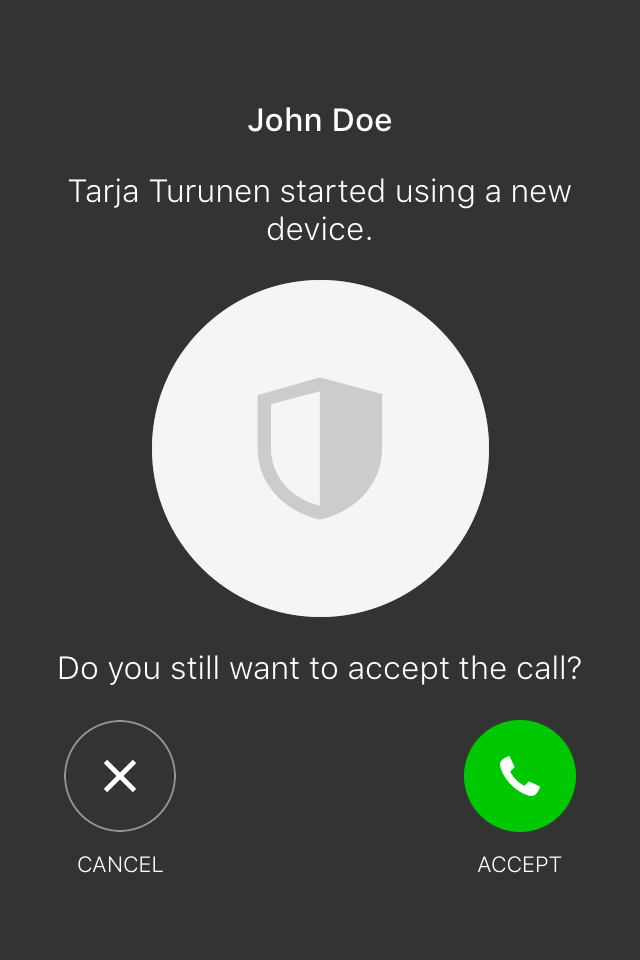 John Doe
Tarja Turunen started using a new
device.
Do you still want to accept the call?
CANCEL
ACCEPT